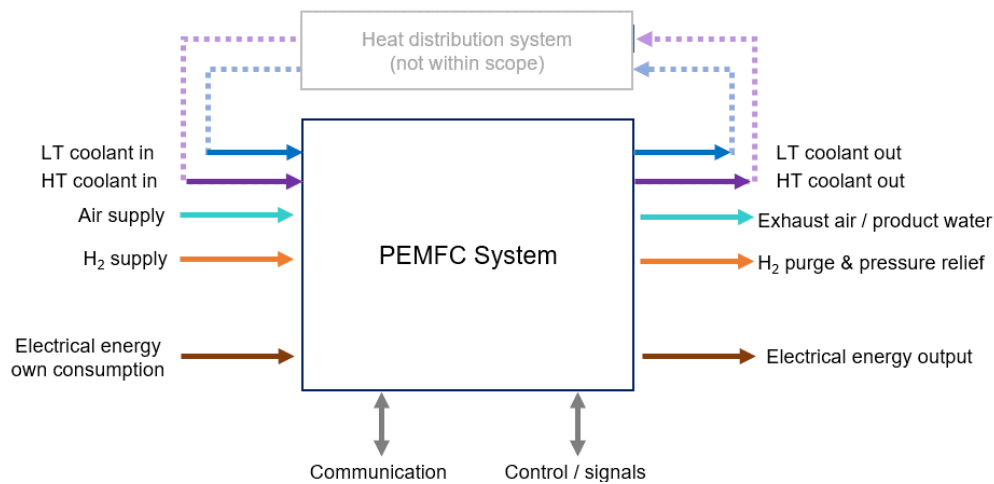 Heat distribution system
(not within scope)
LT coolant in
LT coolant out
HT coolant in
HT coolant out
Air supply
Exhaust air / product water
PEMFC System
H₂ supply
H₂ purge & pressure relief
Electrical energy
own consumption
Electrical energy output
Communication
Control / signals